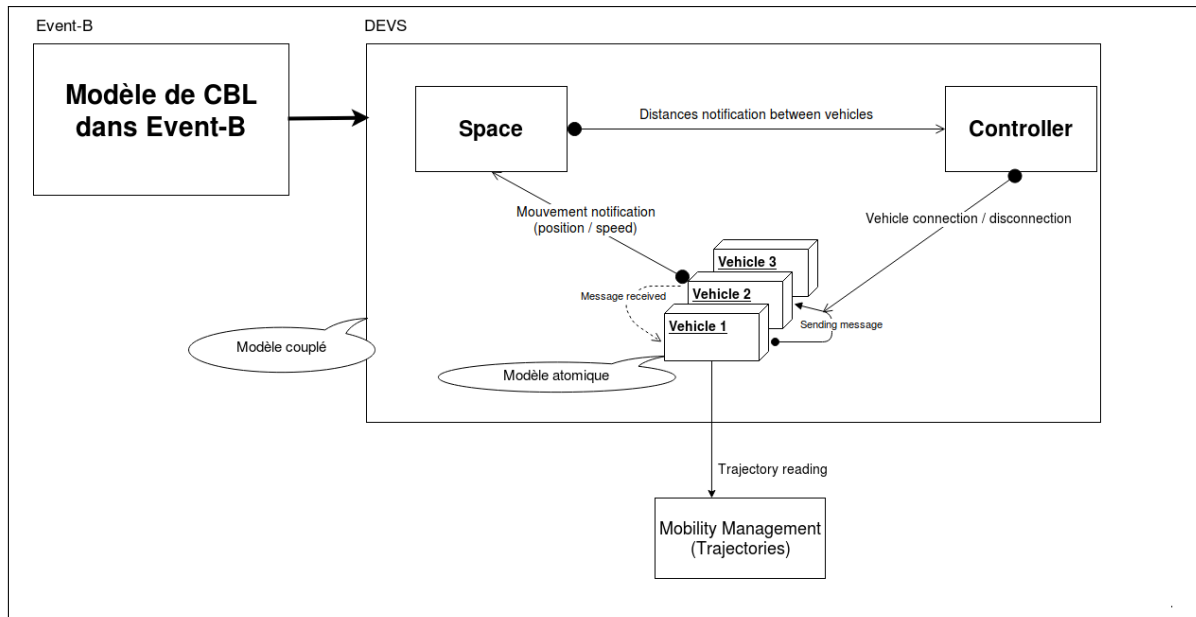 Event-B
DEVS
Modèle de CBL
dans Event-B
Space
Distances notification between vehicles
Controller
Mouvement notification
(position / speed)
Vehicle connection / disconnection
Vehicle 3
Message received
Vehicle 2
Vehicle 1
Sending message
Modèle couplé
Modèle atomique
Trajectory reading
Mobility Management
(Trajectories)